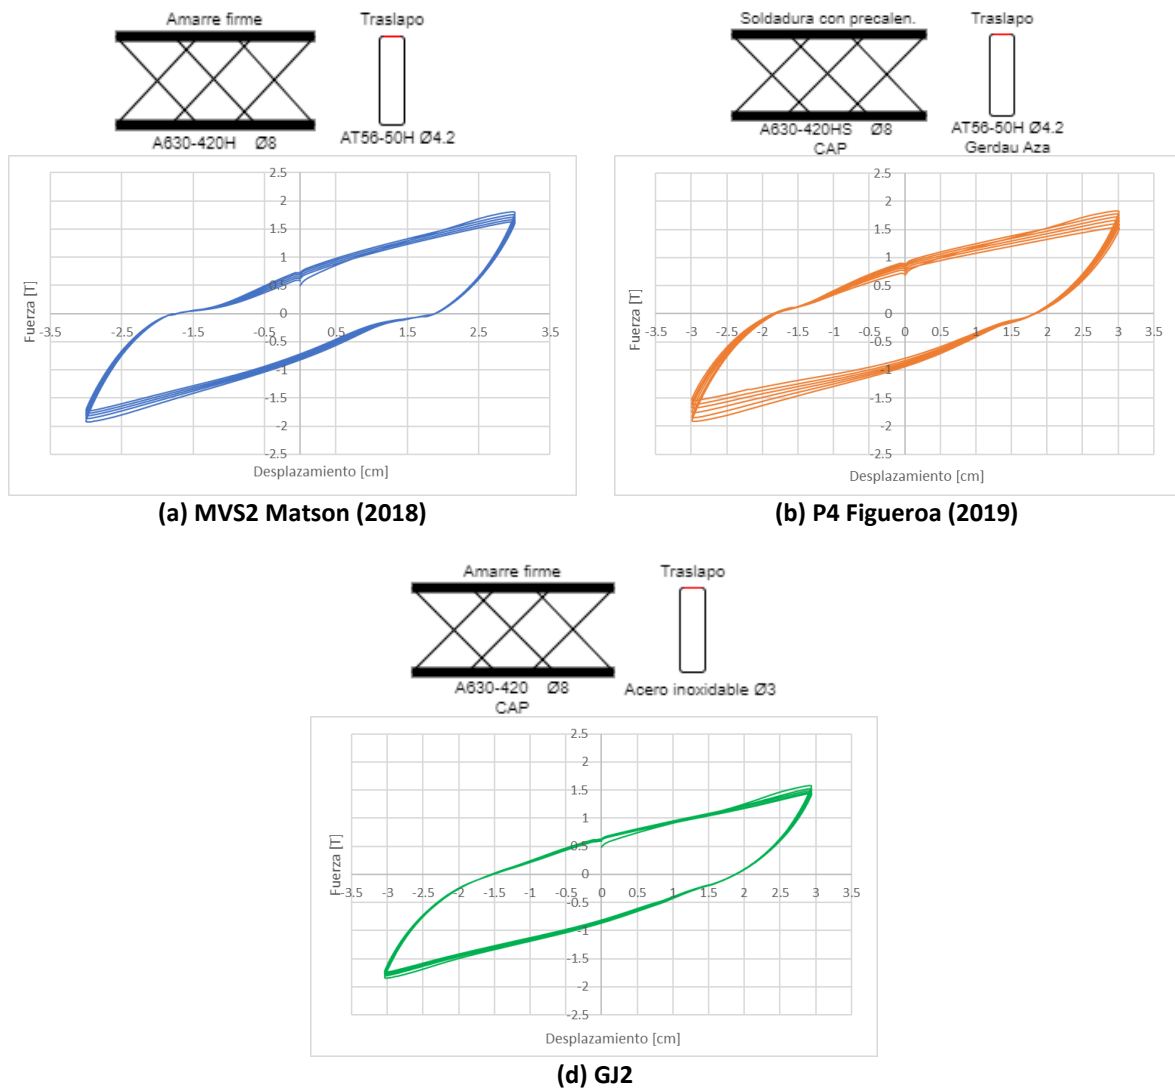 Amarre firme Traslapo
A630-420H Ø8 AT56-50H Ø4.2
2.5
2
1.5
1
0.5
0
-3.5 -2.5 -1.5 -0.5 0.5 1.5 2.5 3.5
-0.5
-1
-1.5
-2
-2.5
Fuerza [T]
Desplazamiento [cm]
(a) MVS2 Matson (2018)
Soldadura con precalen. Traslapo
A630-420HS Ø8 AT56-50H Ø4.2
CAP Gerdau Aza
2.5
2
1.5
1
0.5
0
-3.5 -3 -2.5 -2 -1.5 -1 -0.5 0 0.5 1 1.5 2 2.5 3 3.5
-0.5
-1
-1.5
-2
-2.5
Fuerza [T]
Desplazamiento [cm]
(b) P4 Figueroa (2019)
Amarre firme Traslapo
A630-420 Ø8 Acero inoxidable Ø3
CAP
2.5
2
1.5
1
0.5
0
-3.5 -3 -2.5 -2 -1.5 -1 -0.5 0 0.5 1 1.5 2 2.5 3 3.5
-0.5
-1
-1.5
-2
-2.5
Fuerza [T]
Desplazamiento [cm]
(d) GJ2